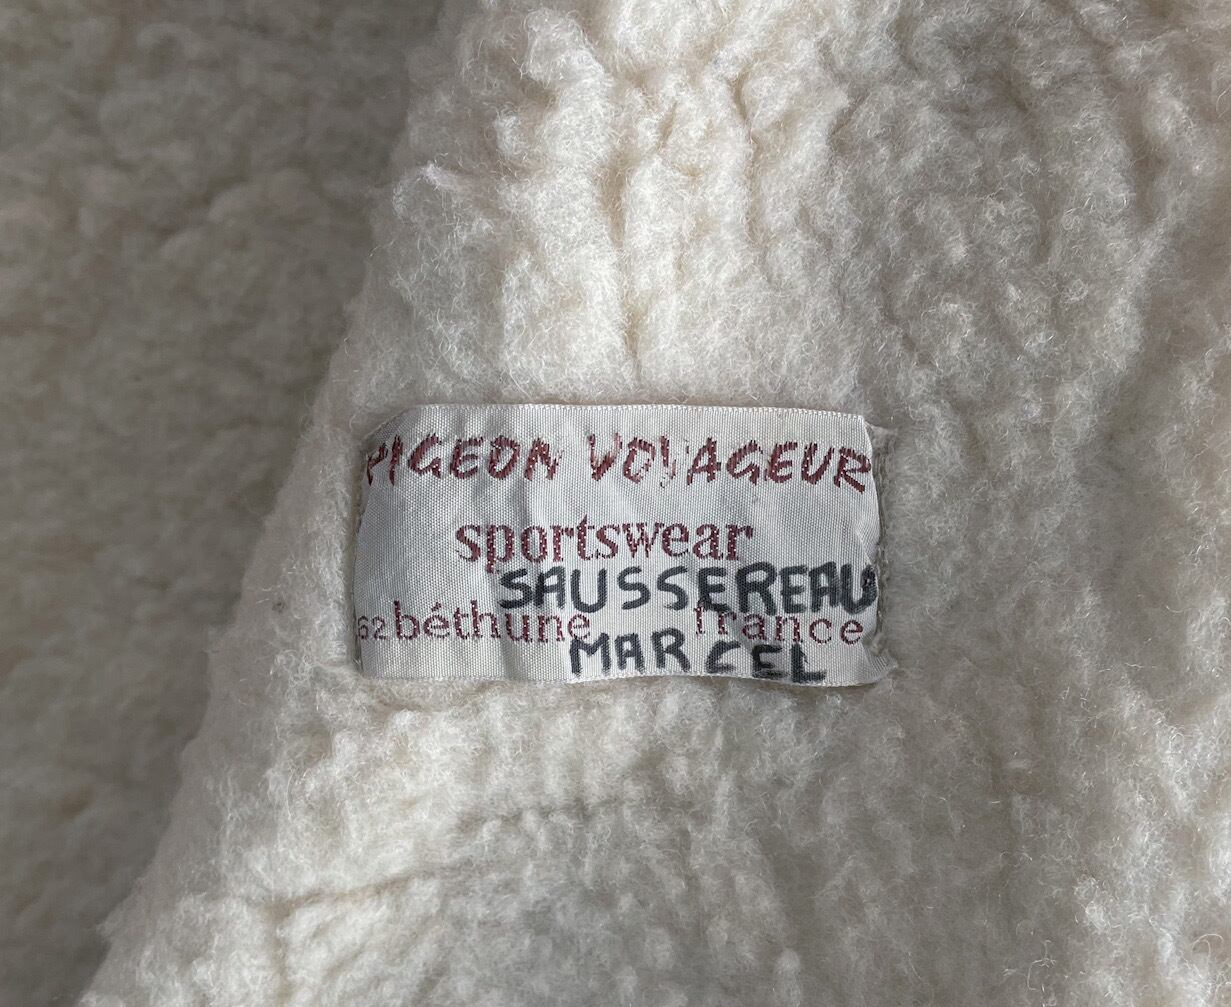 PIGEON VOYAGEUR
sportswear
SAUSSEREAU
62 béthune france
MARCEL